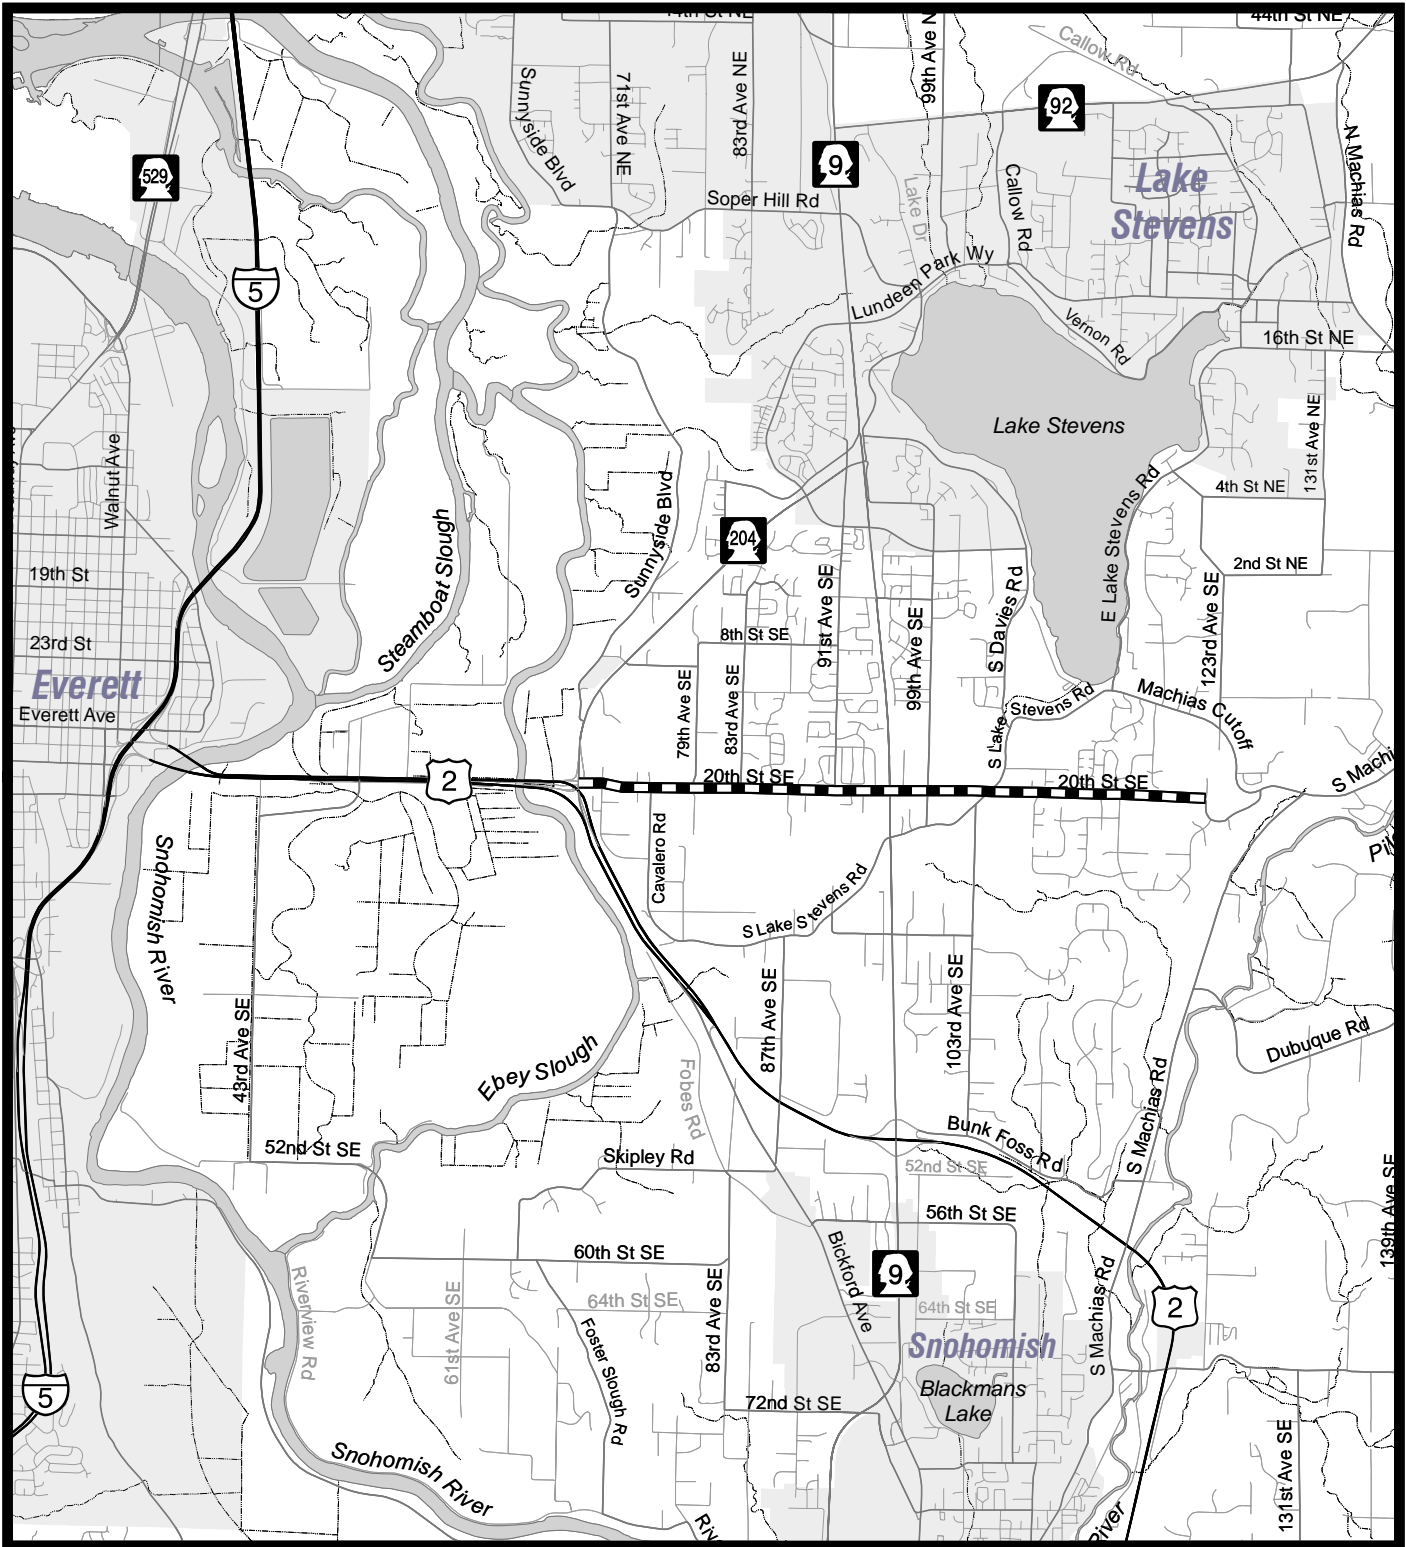 14th St NE
44th St NE
Callow Rd
99th Ave N
Sunnyside Blvd
71st Ave NE
83rd Ave NE
92
9
529
N Machias Rd
Lake
Stevens
Soper Hill Rd
Lake Dr
Callow Rd
Lundeen Park Wy
5
Vernon Rd
16th St NE
Lake Stevens
131st Ave NE
Walnut Ave
4th St NE
Sunnyside Blvd
E Lake Stevens Rd
204
Steamboat Slough
2nd St NE
19th St
91st Ave SE
S Davies Rd
123rd Ave SE
99th Ave SE
8th St SE
23rd St
Everett
79th Ave SE
83rd Ave SE
S Lake Stevens Rd
Machias Cutoff
Everett Ave
2
20th St SE
20th St SE
S Machi
Snohomish River
Cavalero Rd
S Lake Stevens Rd
43rd Ave SE
87th Ave SE
103rd Ave SE
Dubuque Rd
Ebey Slough
Fobes Rd
S Machias Rd
Bunk Foss Rd
52nd St SE
Skipley Rd
52nd St SE
56th St SE
139th Ave SE
60th St SE
Bickford Ave
9
Riverview Rd
61st Ave SE
64th St SE
83rd Ave SE
64th St SE
S Machias Rd
2
Foster Slough Rd
Snohomish
5
Blackmans
Lake
72nd St SE
131st Ave SE
Snohomish River
Riv
River